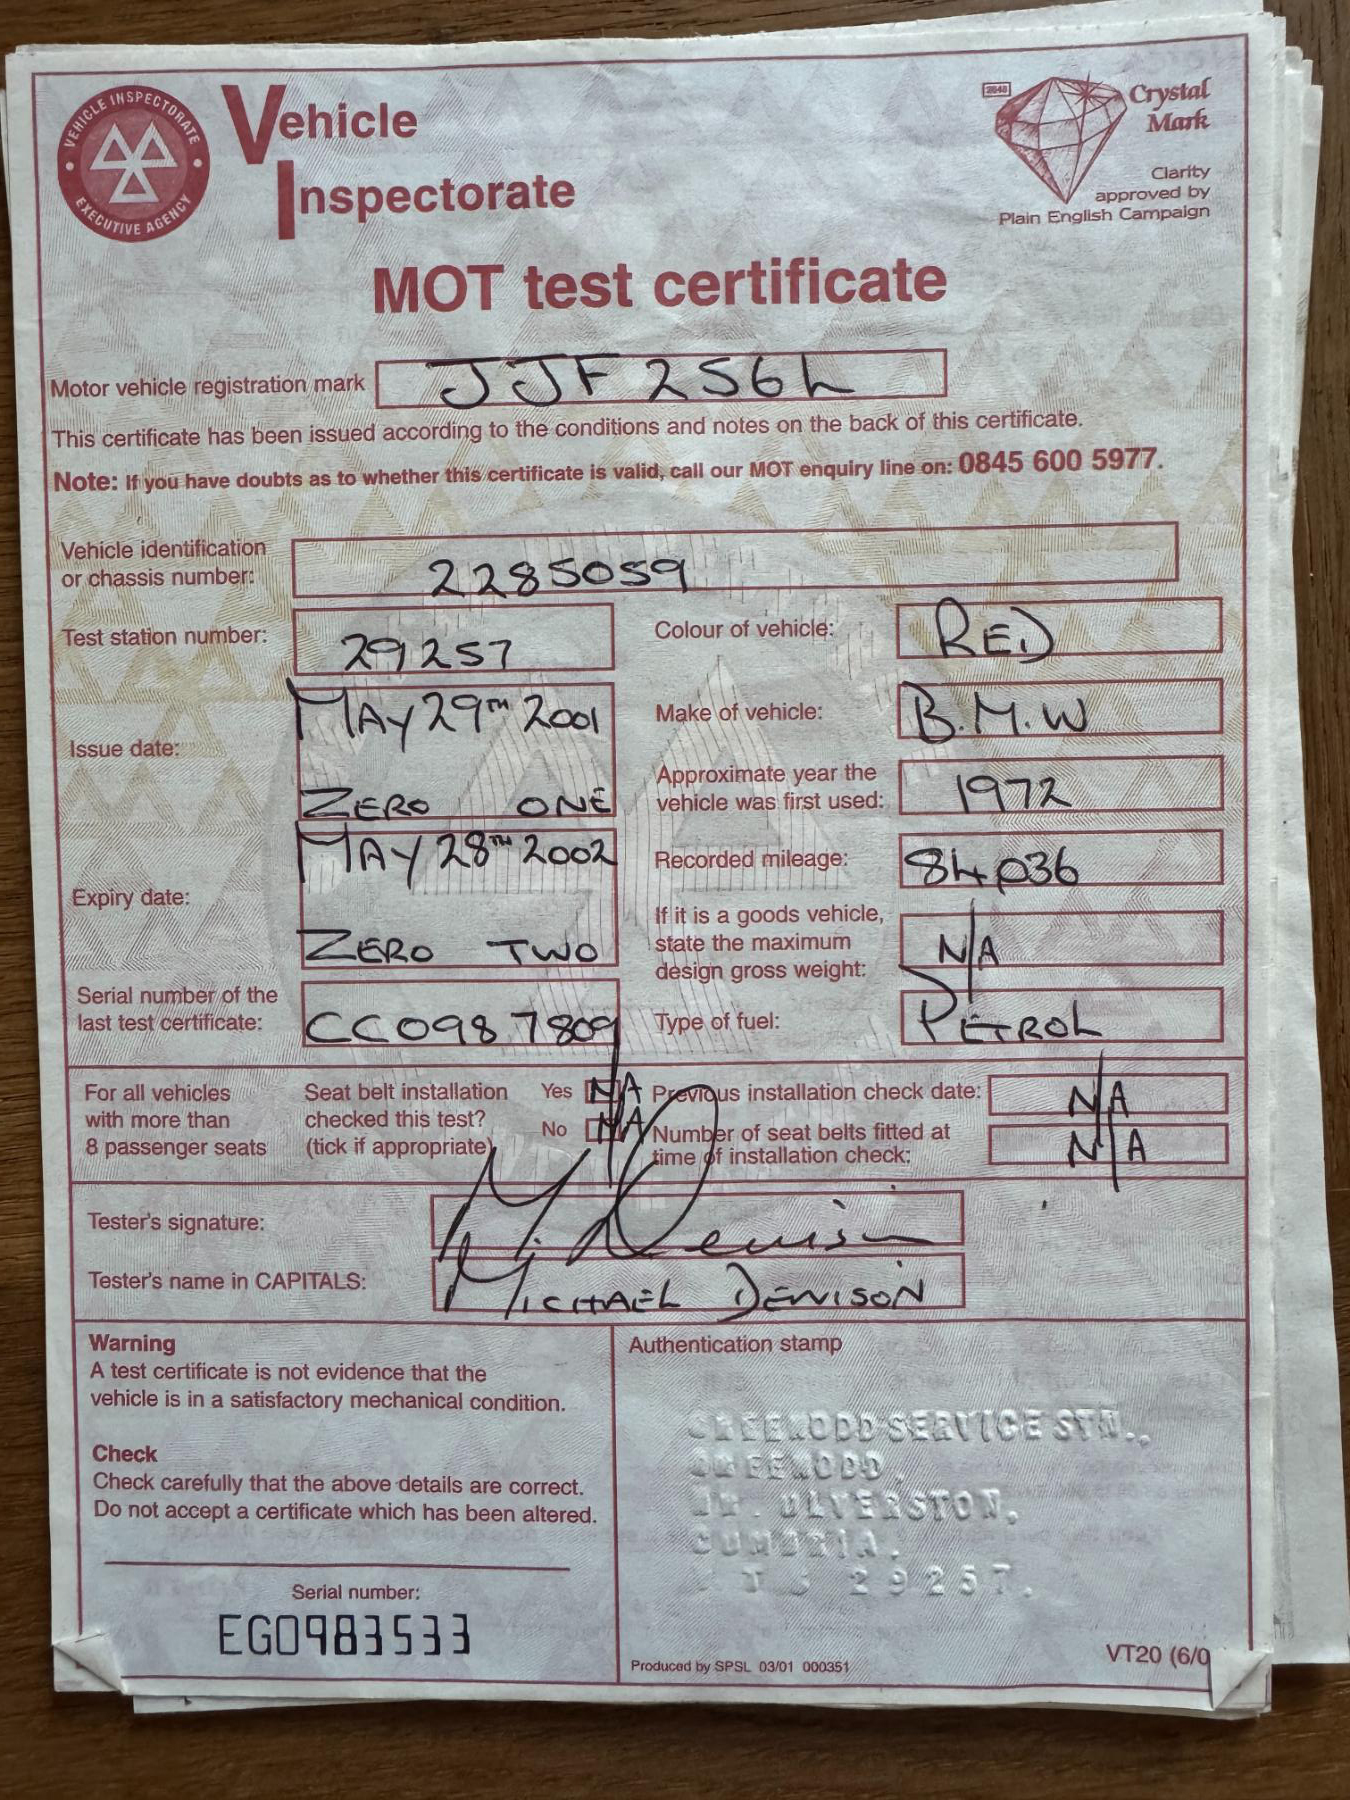 VEHICLE INSPECTORATE
EXECUTIVE AGENCY
Vehicle
Inspectorate
2840
Crystal
Mark
Clarity
approved by
Plain English Campaign
MOT test certificate
Motor vehicle registration mark JJF 256L
This certificate has been issued according to the conditions and notes on the back of this certificate.
Note: If you have doubts as to whether this certificate is valid, call our MOT enquiry line on: 0845 600 5977.
Vehicle identification
or chassis number: 2285059
Test station number: 29257
Colour of vehicle: RED
Issue date: MAY 29TH 2001
ZERO ONE
Make of vehicle: B.M.W
Approximate year the
vehicle was first used: 1972
Expiry date: MAY 28TH 2002
ZERO TWO
Recorded mileage: 84036
If it is a goods vehicle,
state the maximum
design gross weight: N/A
Serial number of the
last test certificate: CC0987809
Type of fuel: PETROL
For all vehicles
with more than
8 passenger seats
Seat belt installation
checked this test?
(tick if appropriate)
Yes N/A
No N/A
Previous installation check date: N/A
Number of seat belts fitted at
time of installation check: N/A
Tester's signature: M. Denison
Tester's name in CAPITALS: MICHAEL DENISON
Warning
A test certificate is not evidence that the
vehicle is in a satisfactory mechanical condition.
Check
Check carefully that the above details are correct.
Do not accept a certificate which has been altered.
Serial number:
EG0983533
Authentication stamp
SERVICE STN.,
NR. ULVERSTON,
CUMBRIA.
29257.
Produced by SPSL 03/01 000351
VT20 (6/0